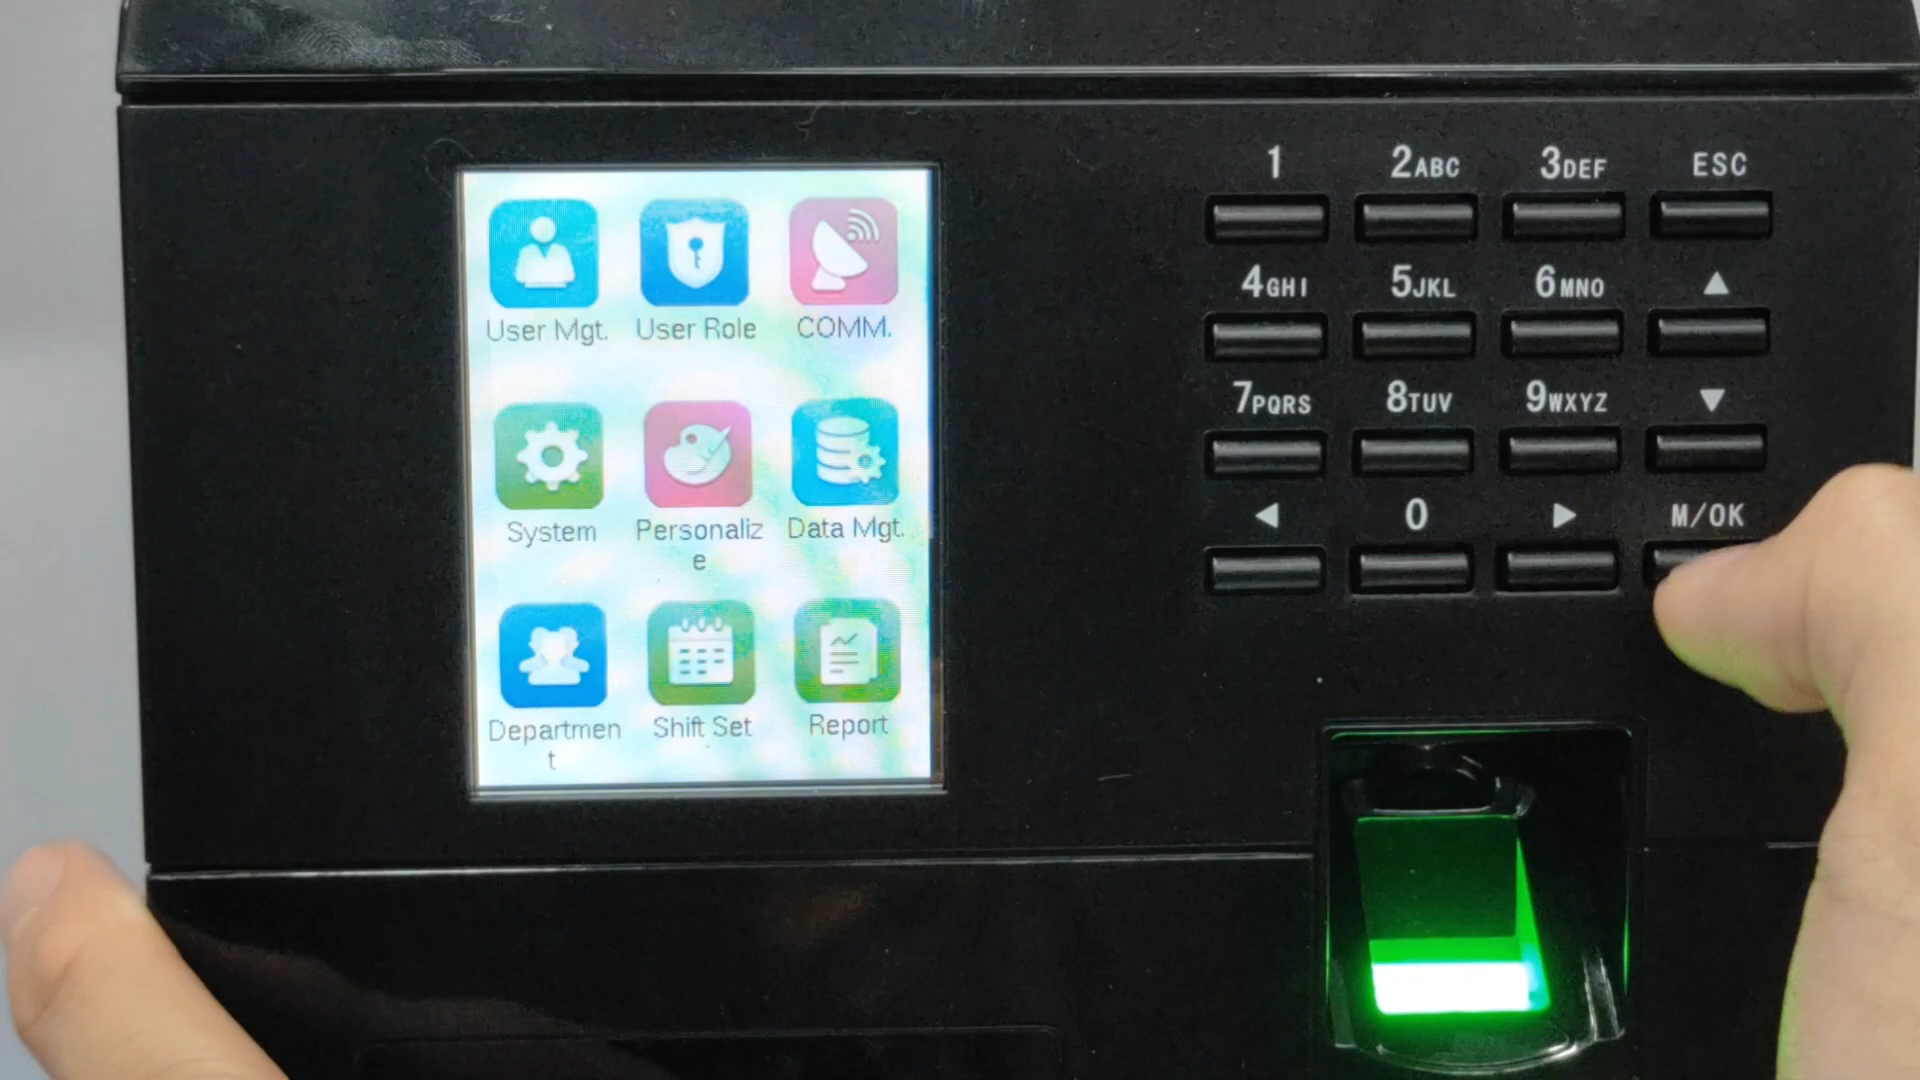 User Mgt. User Role COMM.
System Personaliz
e Data Mgt.
Departmen
t Shift Set Report
1 2ABC 3DEF ESC
4GHI 5JKL 6MNO ▲
7PQRS 8TUV 9WXYZ ▼
◀ 0 ▶ M/OK